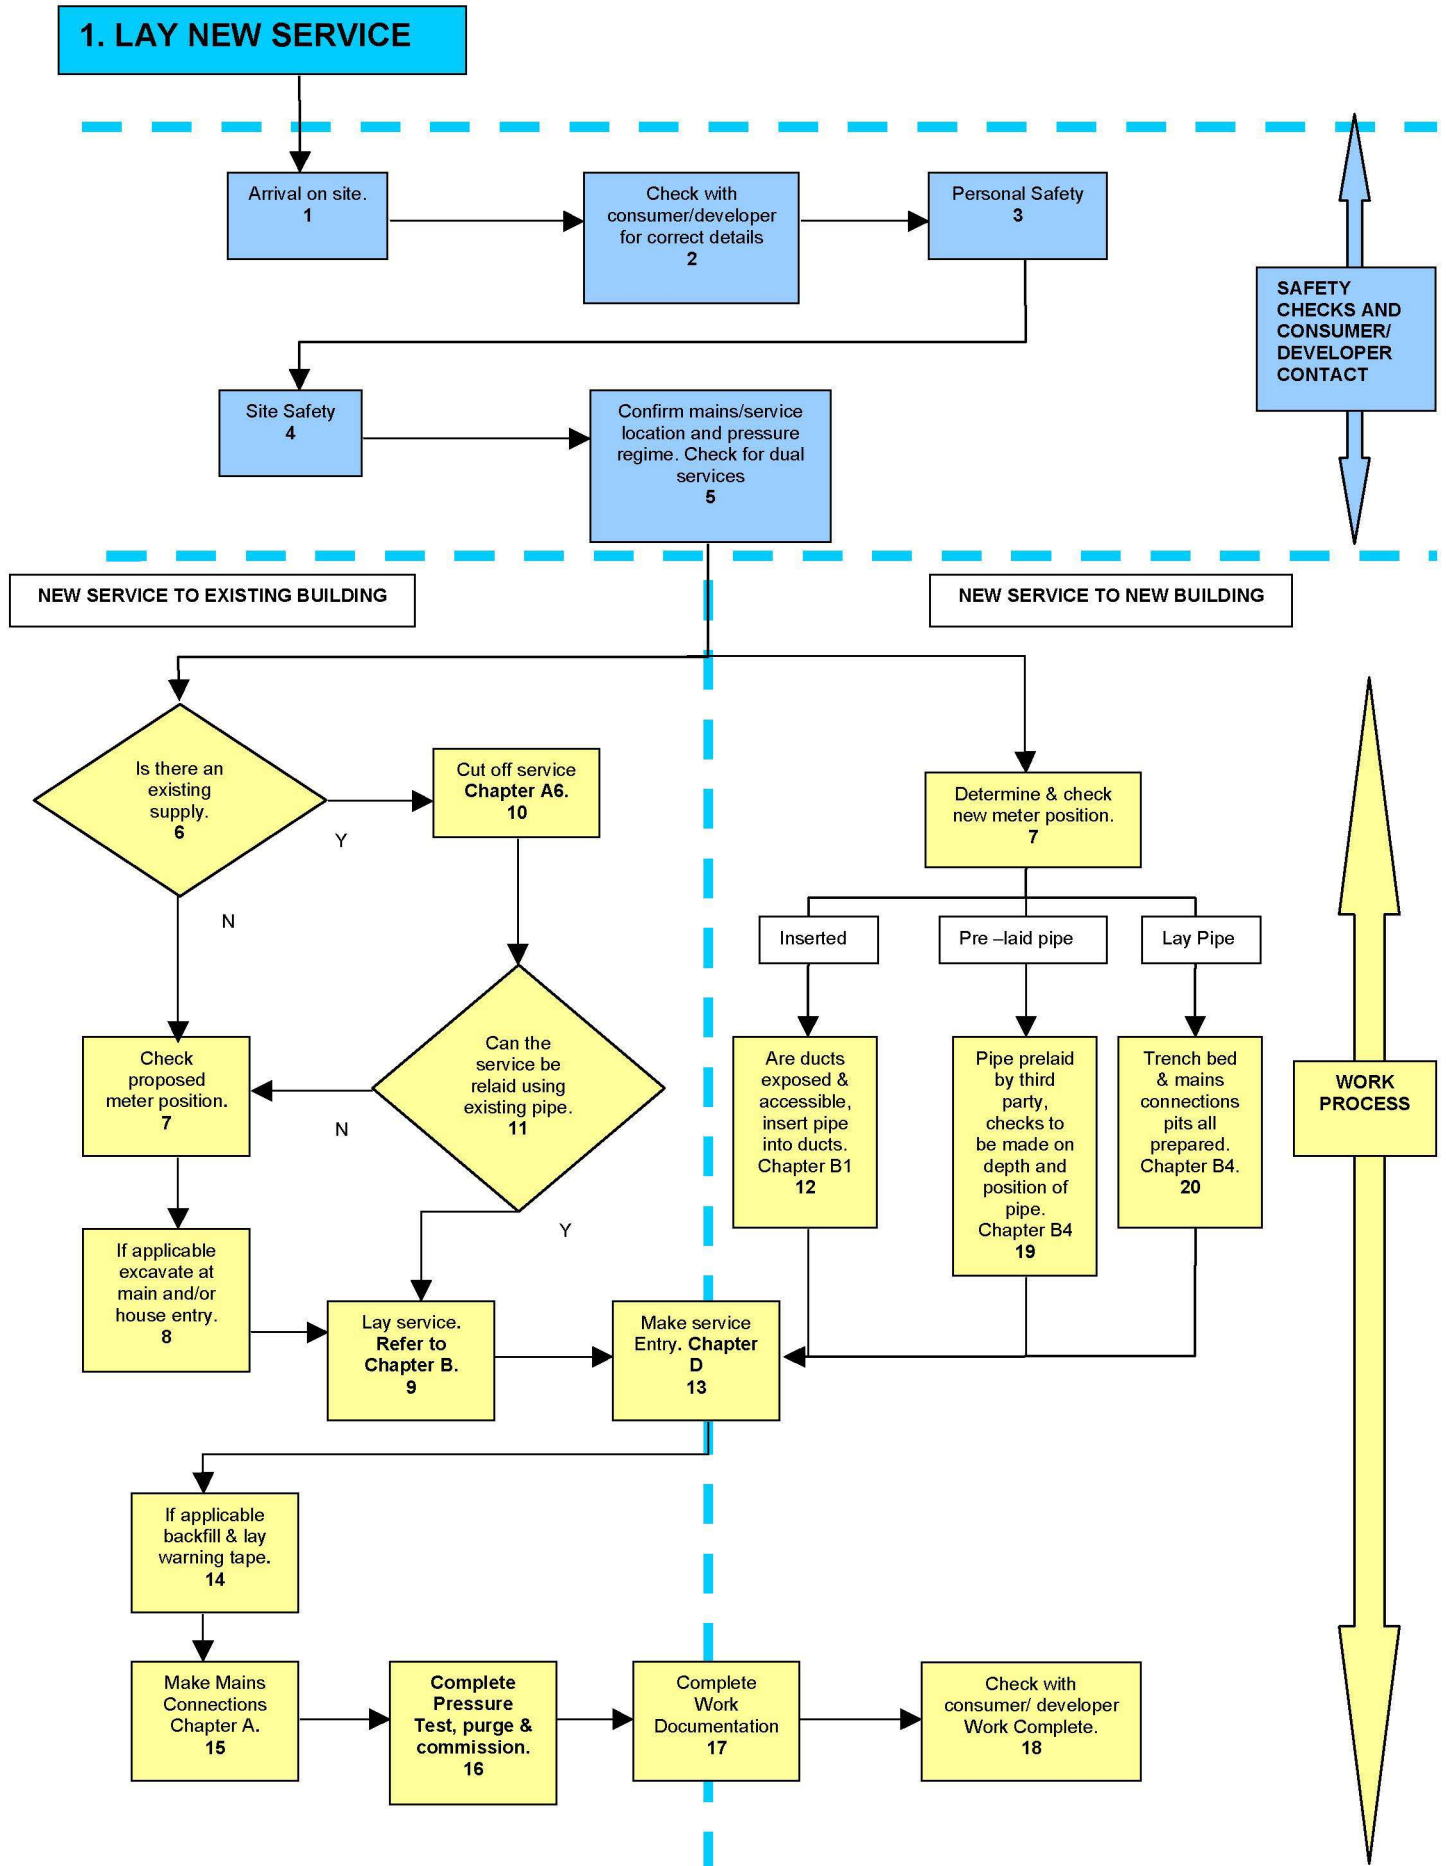 1. LAY NEW SERVICE
Arrival on site.
1
Check with
consumer/developer
for correct details
2
Personal Safety
3
SAFETY
CHECKS AND
CONSUMER/
DEVELOPER
CONTACT
Site Safety
4
Confirm mains/service
location and pressure
regime. Check for dual
services
5
NEW SERVICE TO EXISTING BUILDING
NEW SERVICE TO NEW BUILDING
Is there an
existing
supply.
6
Y
N
Cut off service
Chapter A6.
10
Determine & check
new meter position.
7
Inserted
Pre –laid pipe
Lay Pipe
Check
proposed
meter position.
7
Can the
service be
relaid using
existing pipe.
11
N
Y
Are ducts
exposed &
accessible,
insert pipe
into ducts.
Chapter B1
12
Pipe prelaid
by third
party,
checks to
be made on
depth and
position of
pipe.
Chapter B4
19
Trench bed
& mains
connections
pits all
prepared.
Chapter B4.
20
WORK
PROCESS
If applicable
excavate at
main and/or
house entry.
8
Lay service.
Refer to
Chapter B.
9
Make service
Entry. Chapter
D
13
If applicable
backfill & lay
warning tape.
14
Make Mains
Connections
Chapter A.
15
Complete
Pressure
Test, purge &
commission.
16
Complete
Work
Documentation
17
Check with
consumer/ developer
Work Complete.
18